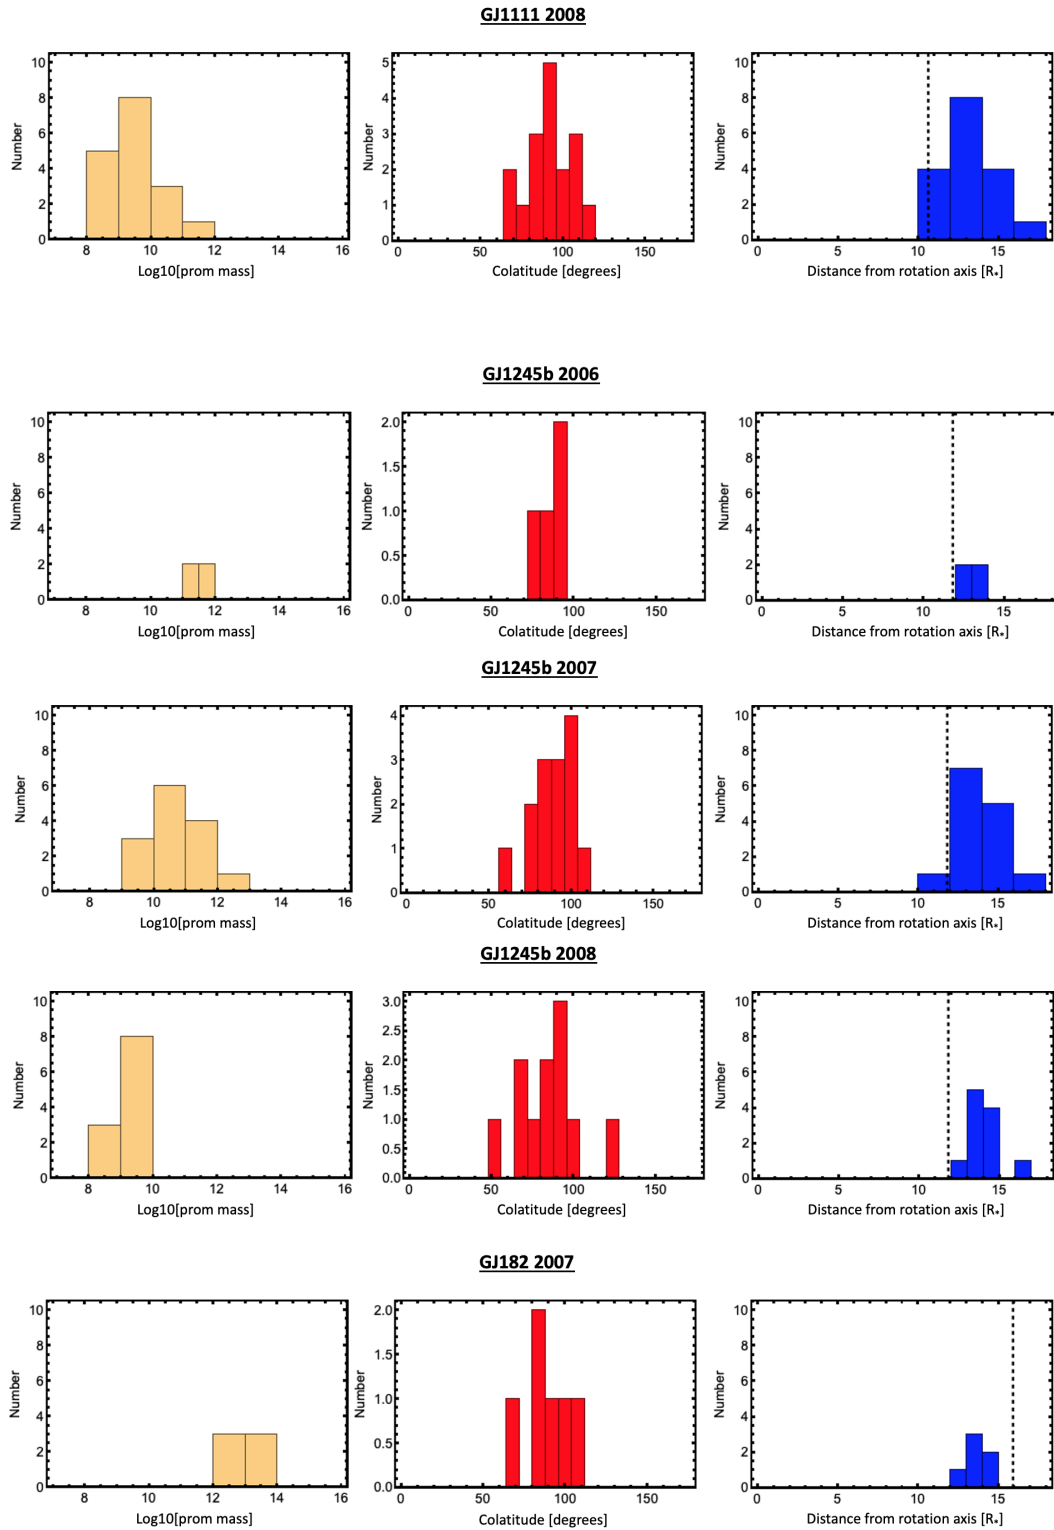 GJ1111 2008
10
8
6
4
2
0
Number
8 10 12 14 16
Log10[prom mass]
5
4
3
2
1
0
Number
0 50 100 150
Colatitude [degrees]
10
8
6
4
2
0
Number
0 5 10 15
Distance from rotation axis [R*]
GJ1245b 2006
10
8
6
4
2
0
Number
8 10 12 14 16
Log10[prom mass]
2.0
1.5
1.0
0.5
0.0
Number
0 50 100 150
Colatitude [degrees]
10
8
6
4
2
0
Number
0 5 10 15
Distance from rotation axis [R*]
GJ1245b 2007
10
8
6
4
2
0
Number
8 10 12 14 16
Log10[prom mass]
4
3
2
1
0
Number
0 50 100 150
Colatitude [degrees]
10
8
6
4
2
0
Number
0 5 10 15
Distance from rotation axis [R*]
GJ1245b 2008
10
8
6
4
2
0
Number
8 10 12 14 16
Log10[prom mass]
3.0
2.5
2.0
1.5
1.0
0.5
0.0
Number
0 50 100 150
Colatitude [degrees]
10
8
6
4
2
0
Number
0 5 10 15
Distance from rotation axis [R*]
GJ182 2007
10
8
6
4
2
0
Number
8 10 12 14 16
Log10[prom mass]
2.0
1.5
1.0
0.5
0.0
Number
0 50 100 150
Colatitude [degrees]
10
8
6
4
2
0
Number
0 5 10 15
Distance from rotation axis [R*]